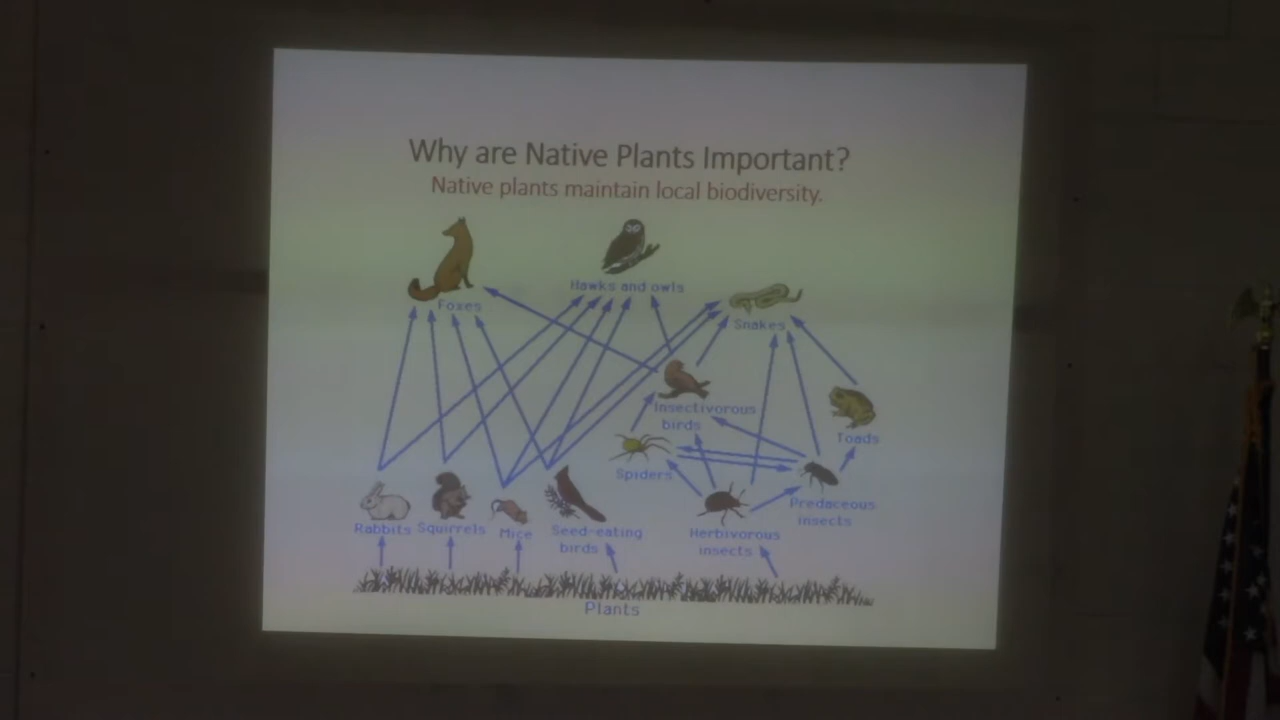 Why are Native Plants Important?
Native plants maintain local biodiversity.
Hawks and owls
Foxes
Snakes
Insectivorous
birds
Toads
Spiders
Predaceous
insects
Rabbits
Squirrels
Mice
Seed-eating
birds
Herbivorous
insects
Plants